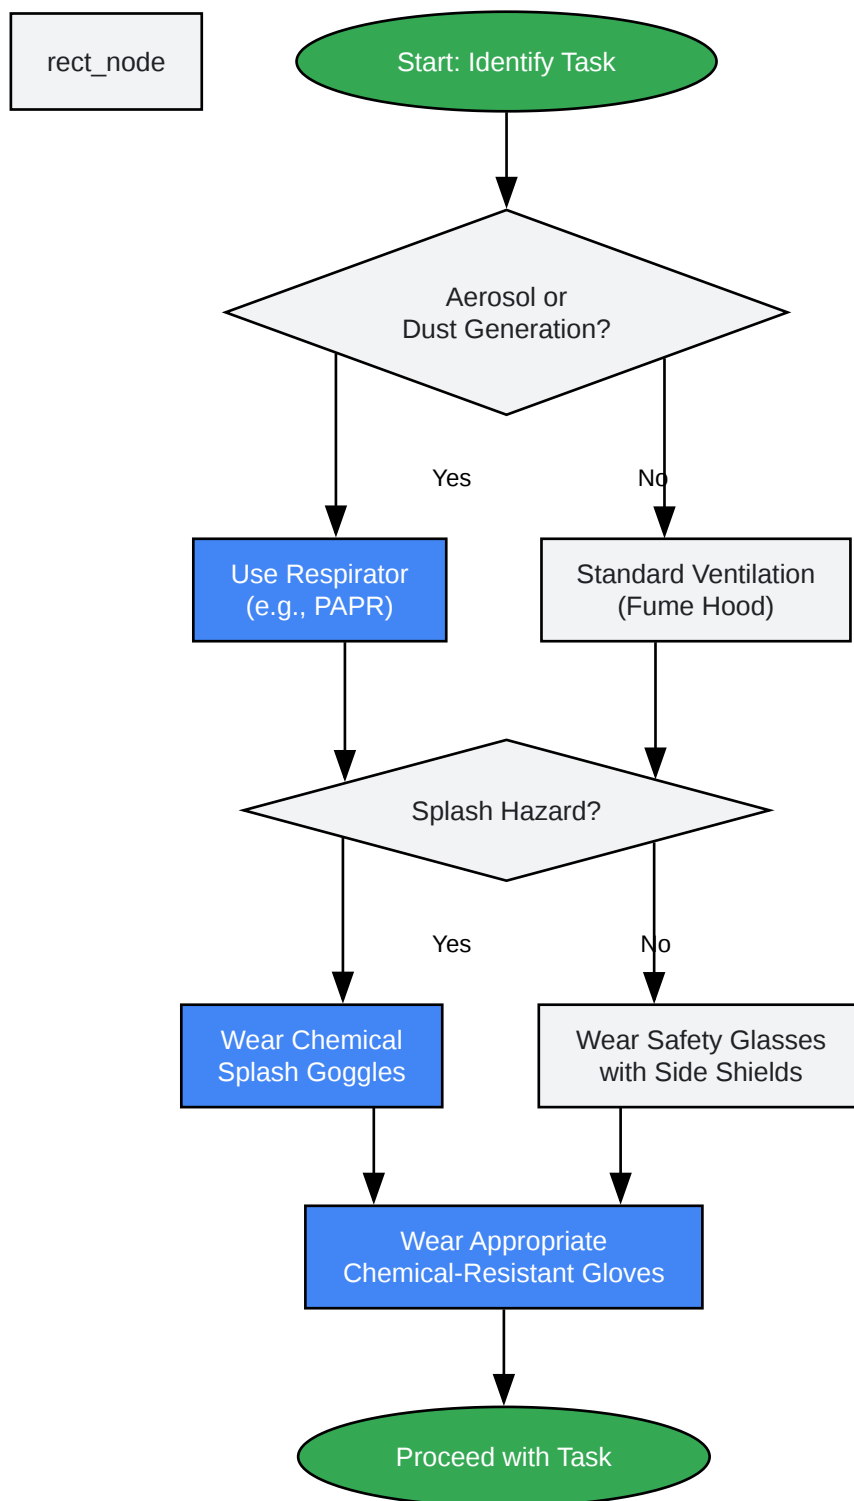 rect_node
Start: Identify Task
Aerosol or
Dust Generation?
Yes
No
Use Respirator
(e.g., PAPR)
Standard Ventilation
(Fume Hood)
Splash Hazard?
Yes
No
Wear Chemical
Splash Goggles
Wear Safety Glasses
with Side Shields
Wear Appropriate
Chemical-Resistant Gloves
Proceed with Task